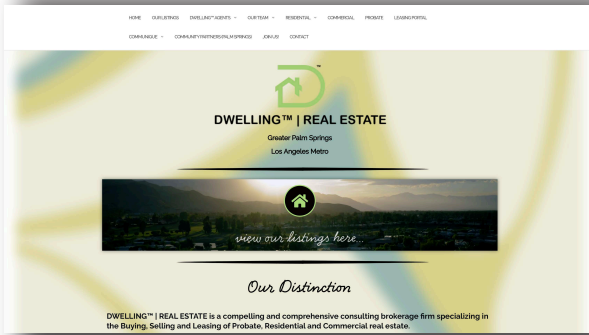 HOME OUR LISTINGS DWELLING™ AGENTS OUR TEAM RESIDENTIAL COMMERCIAL PROBATE LEASING PORTAL
COMMUNIQUE COMMUNITY PARTNERS (PALM SPRINGS) JOIN US! CONTACT
™
DWELLING™ | REAL ESTATE
Greater Palm Springs
Los Angeles Metro
view our listings here...
Our Distinction
DWELLING™ | REAL ESTATE is a compelling and comprehensive consulting brokerage firm specializing in
the Buying, Selling and Leasing of Probate, Residential and Commercial real estate.